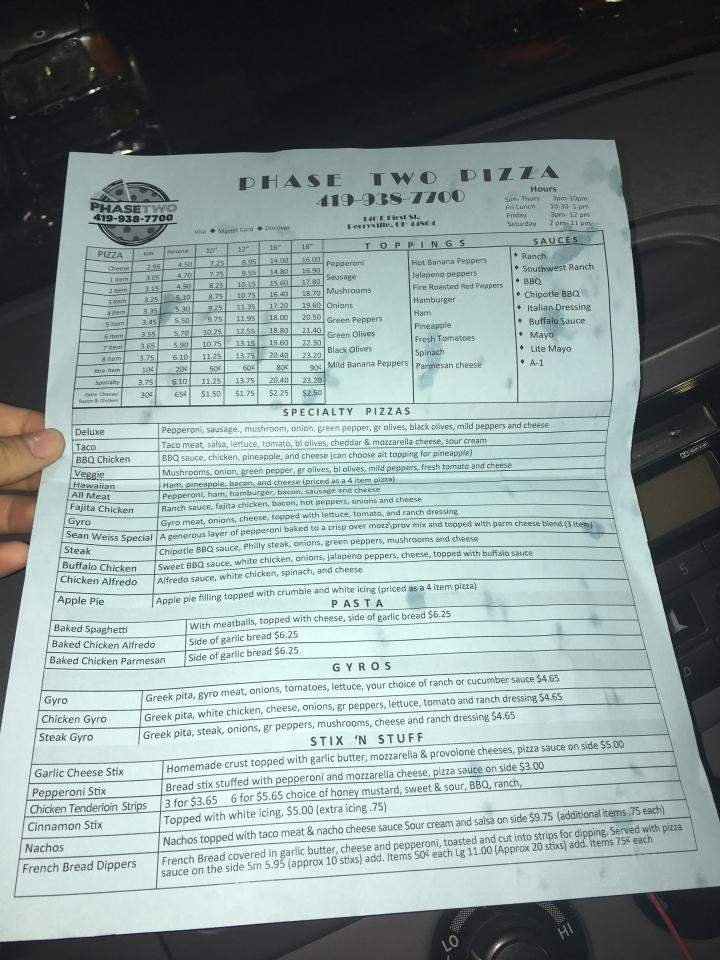 PHASE TWO PIZZA
PHASETWO
419-938-7700
419-938-7700
Visa ◆ Master Card ◆ Discover
140 E First St,
Perryville, OH 44864
Hours
Sun- Thurs 3pm-10pm
Fri Lunch 10:30- 1 pm
Friday 3pm- 12 pm
Saturday 2 pm- 11 pm
PIZZA Kids Personal 10" 12" 16" 18"
Cheese 2.95 4.50 7.25 8.95 14.00 16.00
1 item 3.05 4.70 7.75 9.55 14.80 16.90
2 item 3.15 4.90 8.25 10.15 15.60 17.80
3 item 3.25 5.10 8.75 10.75 16.40 18.70
4 item 3.35 5.30 9.25 11.35 17.20 19.60
5 item 3.45 5.50 9.75 11.95 18.00 20.50
6 item 3.55 5.70 10.25 12.55 18.80 21.40
7 item 3.65 5.90 10.75 13.15 19.60 22.30
8 item 3.75 6.10 11.25 13.75 20.40 23.20
Xtra item 10¢ 20¢ 50¢ 60¢ 80¢ 90¢
Specialty 3.75 6.10 11.25 13.75 20.40 23.20
Extra Cheese/ Bacon & Chicken 30¢ 65¢ $1.50 $1.75 $2.25 $2.50
TOPPINGS
Pepperoni
Sausage
Mushrooms
Onions
Green Peppers
Green Olives
Black Olives
Mild Banana Peppers
Hot Banana Peppers
Jalapeno peppers
Fire Roasted Red Peppers
Hamburger
Ham
Pineapple
Fresh Tomatoes
Spinach
Parmesan cheese
SAUCES
♦ Ranch
♦ Southwest Ranch
♦ BBQ
♦ Chipotle BBQ
♦ Italian Dressing
♦ Buffalo Sauce
♦ Mayo
♦ Lite Mayo
♦ A-1
SPECIALTY PIZZAS
Deluxe Pepperoni, sausage., mushroom, onion, green pepper, gr olives, black olives, mild peppers and cheese
Taco Taco meat, salsa, lettuce, tomato, bl olives, cheddar & mozzarella cheese, sour cream
BBQ Chicken BBQ sauce, chicken, pineapple, and cheese (can choose alt topping for pineapple)
Veggie Mushrooms, onion, green pepper, gr olives, bl olives, mild peppers, fresh tomato and cheese
Hawaiian Ham, pineapple, bacon, and cheese (priced as a 4 item pizza)
All Meat Pepperoni, ham, hamburger, bacon, sausage and cheese
Fajita Chicken Ranch sauce, fajita chicken, bacon, hot peppers, onions and cheese
Gyro Gyro meat, onions, cheese, topped with lettuce, tomato, and ranch dressing
Sean Weiss Special A generous layer of pepperoni baked to a crisp over mozz\prov mix and topped with parm cheese blend (3 item)
Steak Chipotle BBQ sauce, Philly steak, onions, green peppers, mushrooms and cheese
Buffalo Chicken Sweet BBQ sauce, white chicken, onions, jalapeno peppers, cheese, topped with buffalo sauce
Chicken Alfredo Alfredo sauce, white chicken, spinach, and cheese
Apple Pie Apple pie filling topped with crumble and white icing (priced as a 4 item pizza)
PASTA
Baked Spaghetti With meatballs, topped with cheese, side of garlic bread $6.25
Baked Chicken Alfredo Side of garlic bread $6.25
Baked Chicken Parmesan Side of garlic bread $6.25
GYROS
Gyro Greek pita, gyro meat, onions, tomatoes, lettuce, your choice of ranch or cucumber sauce $4.65
Chicken Gyro Greek pita, white chicken, cheese, onions, gr peppers, lettuce, tomato and ranch dressing $4.65
Steak Gyro Greek pita, steak, onions, gr peppers, mushrooms, cheese and ranch dressing $4.65
STIX 'N STUFF
Garlic Cheese Stix Homemade crust topped with garlic butter, mozzarella & provolone cheeses, pizza sauce on side $5.00
Pepperoni Stix Bread stix stuffed with pepperoni and mozzarella cheese, pizza sauce on side $3.00
Chicken Tenderloin Strips 3 for $3.65 6 for $5.65 choice of honey mustard, sweet & sour, BBQ, ranch,
Cinnamon Stix Topped with white icing, $5.00 (extra icing .75)
Nachos Nachos topped with taco meat & nacho cheese sauce Sour cream and salsa on side $9.75 (additional items .75 each)
French Bread Dippers French Bread covered in garlic butter, cheese and pepperoni, toasted and cut into strips for dipping. Served with pizza
sauce on the side Sm 5.95 (approx 10 stixs) add. Items 50¢ each Lg 11.00 (Approx 20 stixs) add. Items 75¢ each
LO
HI
5
D